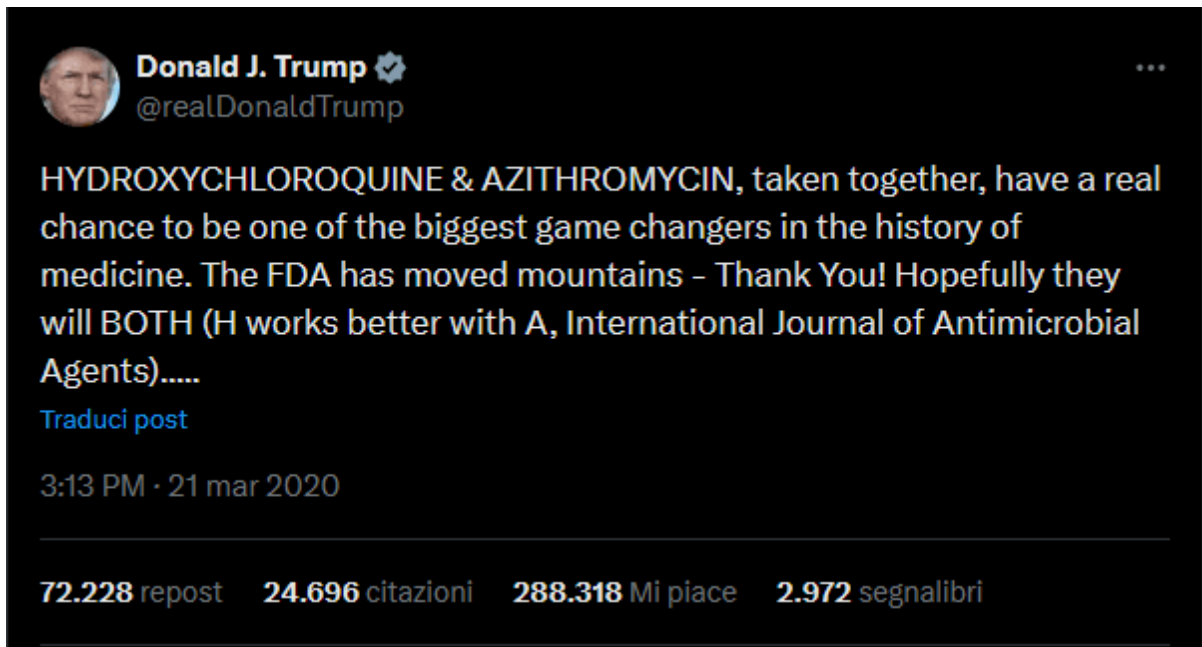 Donald J. Trump
@realDonaldTrump
HYDROXYCHLOROQUINE & AZITHROMYCIN, taken together, have a real
chance to be one of the biggest game changers in the history of
medicine. The FDA has moved mountains - Thank You! Hopefully they
will BOTH (H works better with A, International Journal of Antimicrobial
Agents).....
Traduci post
3:13 PM · 21 mar 2020
72.228 repost 24.696 citazioni 288.318 Mi piace 2.972 segnalibri